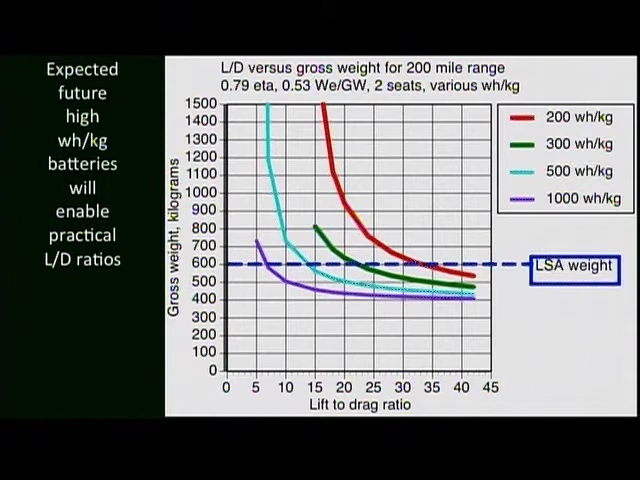 Expected
future
high
wh/kg
batteries
will
enable
practical
L/D ratios
L/D versus gross weight for 200 mile range
0.79 eta, 0.53 We/GW, 2 seats, various wh/kg
Gross weight, kilograms
1500
1400
1300
1200
1100
1000
900
800
700
600
500
400
300
200
100
0
0 5 10 15 20 25 30 35 40 45
Lift to drag ratio
200 wh/kg
300 wh/kg
500 wh/kg
1000 wh/kg
LSA weight